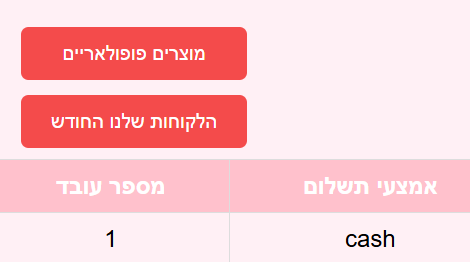 מוצרים פופולאריים
הלקוחות שלנו החודש
אמצעי תשלום מספר עובד
cash 1